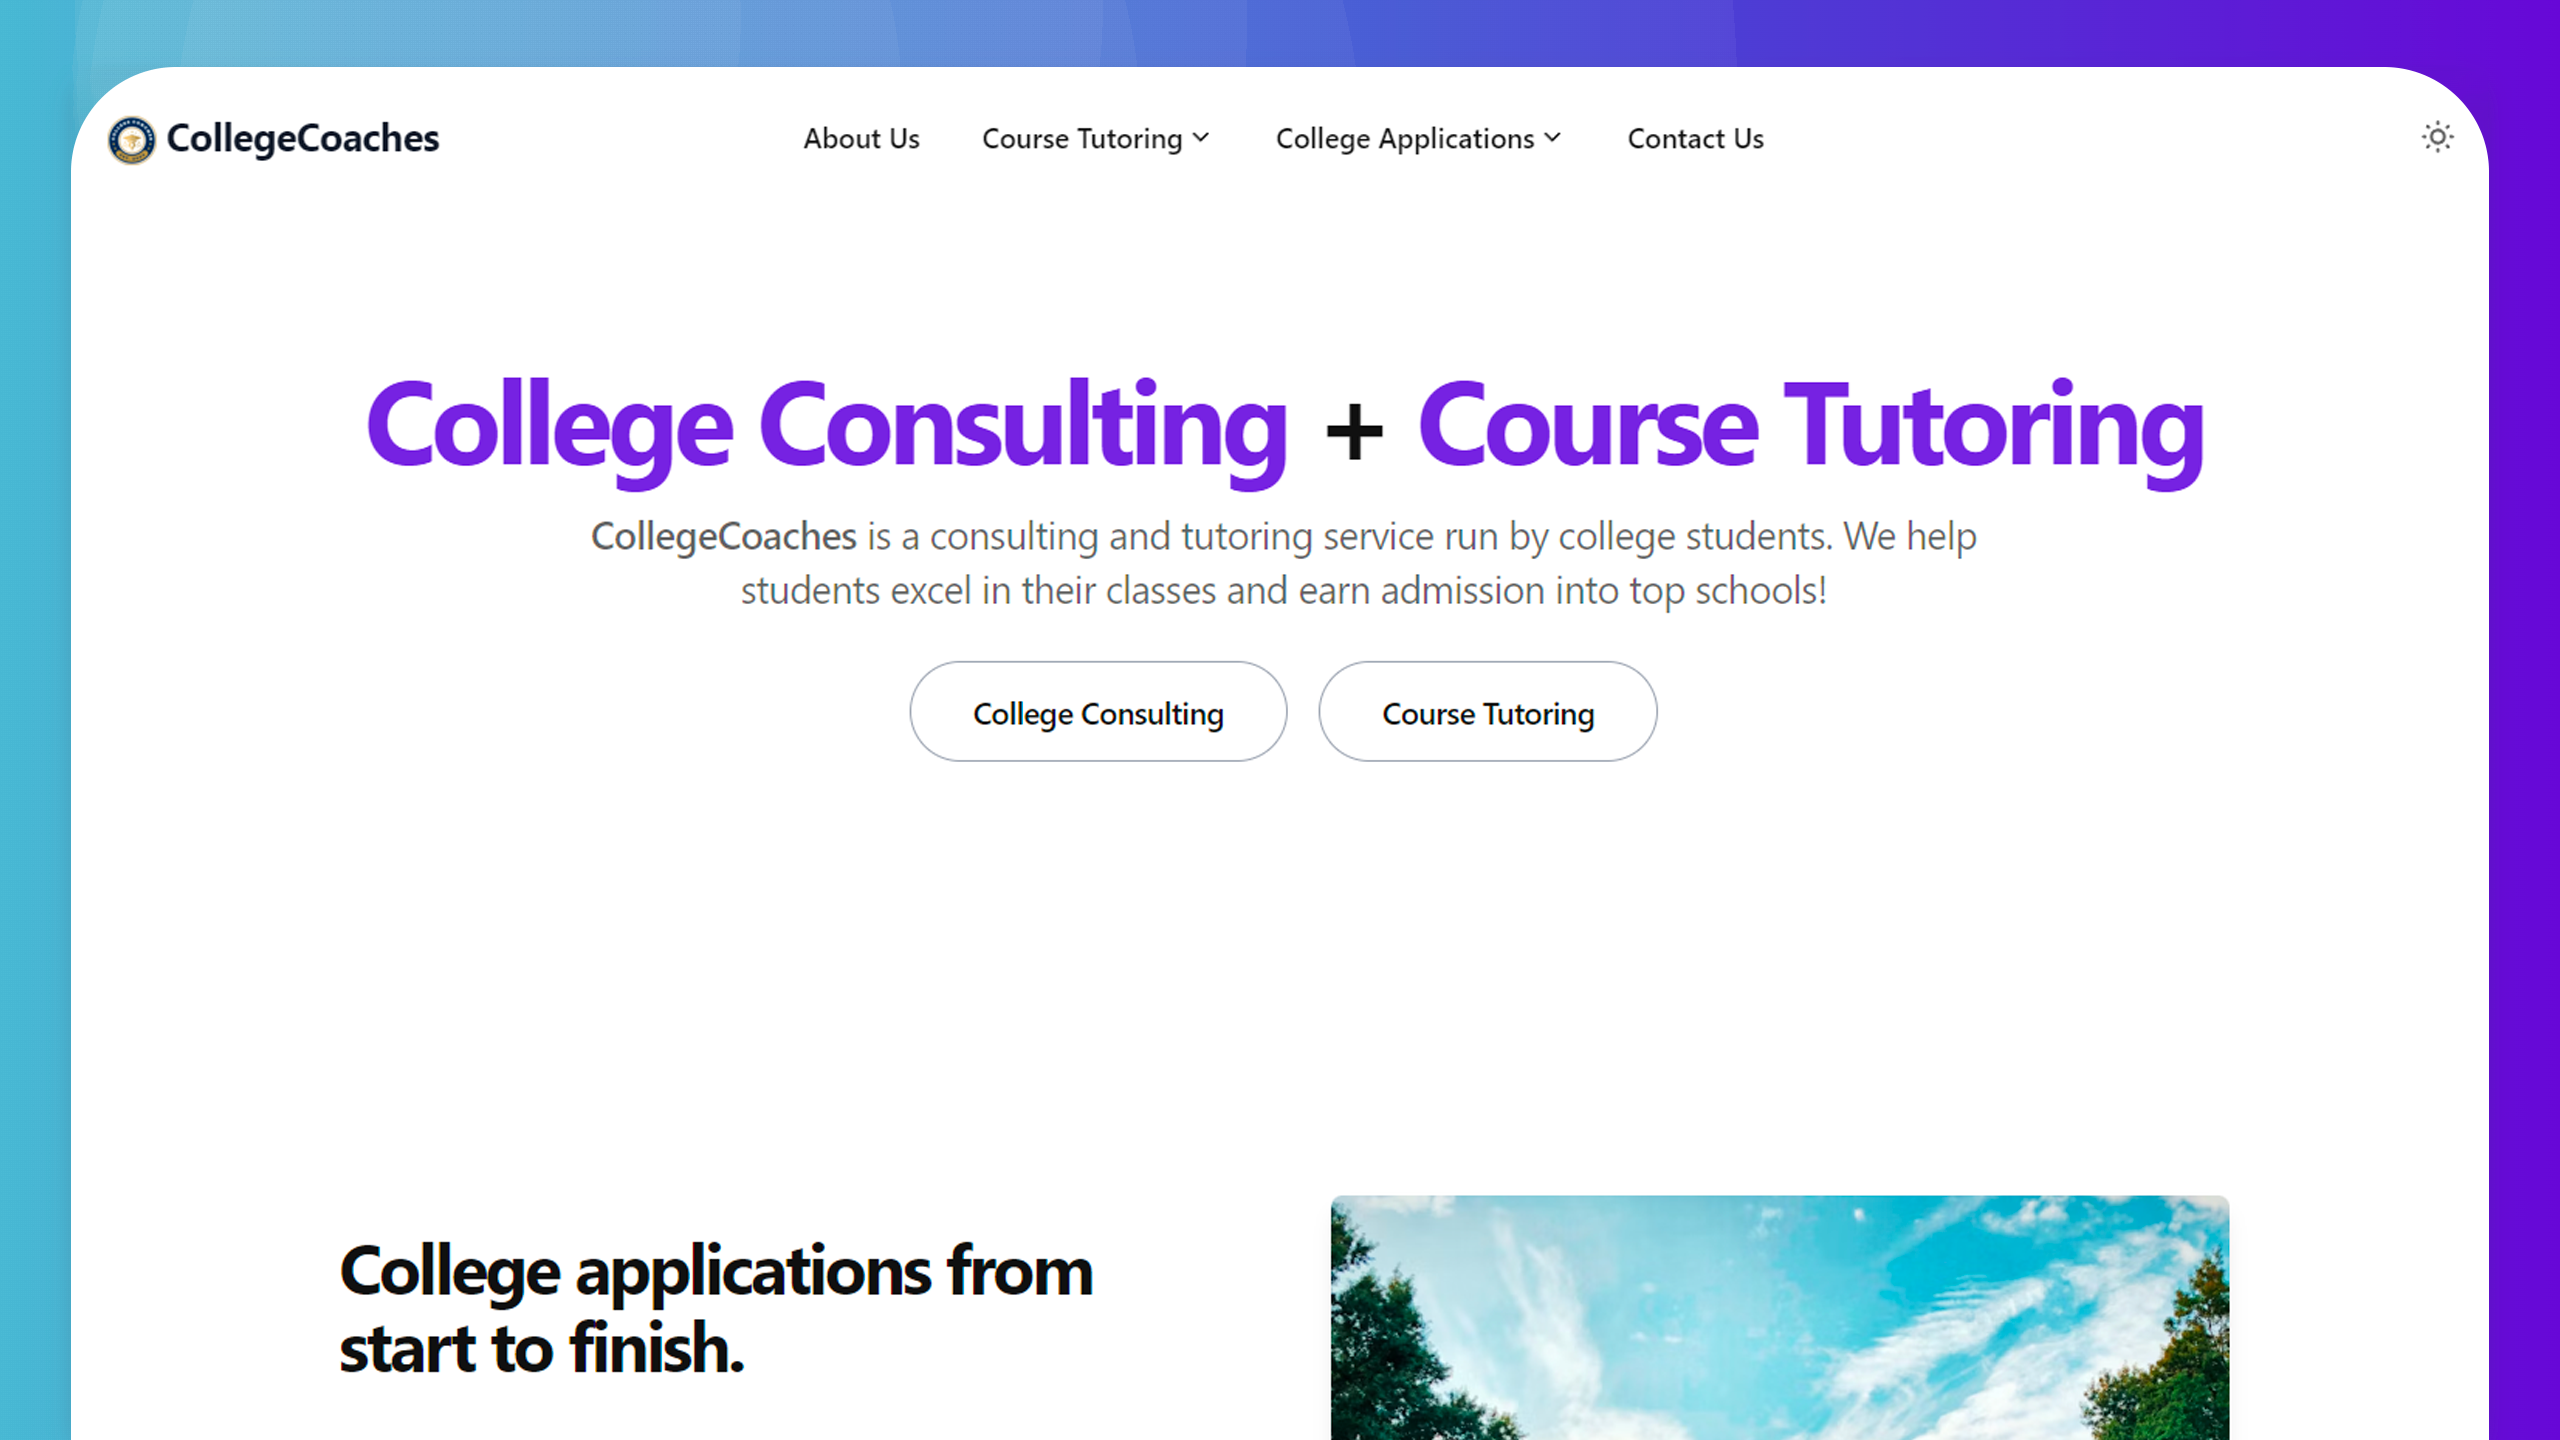 CollegeCoaches
About Us
Course Tutoring
College Applications
Contact Us
College Consulting + Course Tutoring
CollegeCoaches is a consulting and tutoring service run by college students. We help
students excel in their classes and earn admission into top schools!
College Consulting
Course Tutoring
College applications from
start to finish.